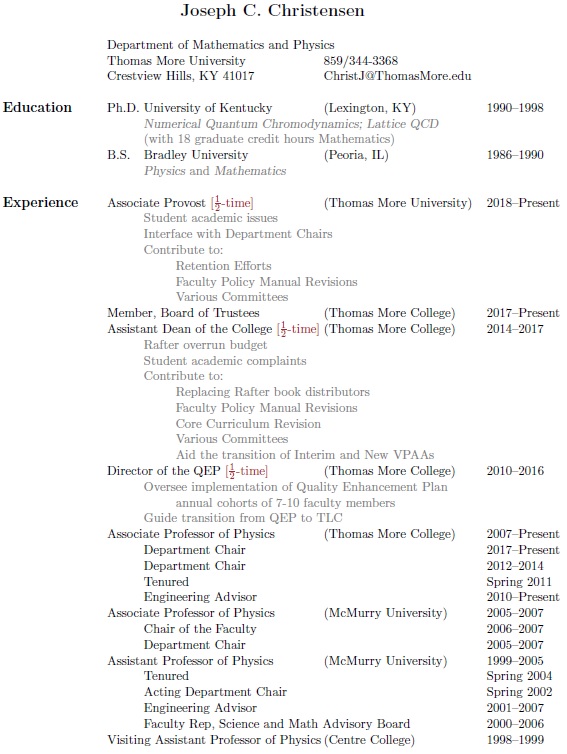 Joseph C. Christensen
Department of Mathematics and Physics
Thomas More University 859/344-3368
Crestview Hills, KY 41017 ChristJ@ThomasMore.edu
Education Ph.D. University of Kentucky (Lexington, KY) 1990–1998
Numerical Quantum Chromodynamics; Lattice QCD
(with 18 graduate credit hours Mathematics)
B.S. Bradley University (Peoria, IL) 1986–1990
Physics and Mathematics
Experience Associate Provost [½-time] (Thomas More University) 2018–Present
Student academic issues
Interface with Department Chairs
Contribute to:
Retention Efforts
Faculty Policy Manual Revisions
Various Committees
Member, Board of Trustees (Thomas More College) 2017–Present
Assistant Dean of the College [½-time] (Thomas More College) 2014–2017
Rafter overrun budget
Student academic complaints
Contribute to:
Replacing Rafter book distributors
Faculty Policy Manual Revisions
Core Curriculum Revision
Various Committees
Aid the transition of Interim and New VPAAs
Director of the QEP [½-time] (Thomas More College) 2010–2016
Oversee implementation of Quality Enhancement Plan
annual cohorts of 7-10 faculty members
Guide transition from QEP to TLC
Associate Professor of Physics (Thomas More College) 2007–Present
Department Chair 2017–Present
Department Chair 2012–2014
Tenured Spring 2011
Engineering Advisor 2010–Present
Associate Professor of Physics (McMurry University) 2005–2007
Chair of the Faculty 2006–2007
Department Chair 2005–2007
Assistant Professor of Physics (McMurry University) 1999–2005
Tenured Spring 2004
Acting Department Chair Spring 2002
Engineering Advisor 2001–2007
Faculty Rep, Science and Math Advisory Board 2000–2006
Visiting Assistant Professor of Physics (Centre College) 1998–1999